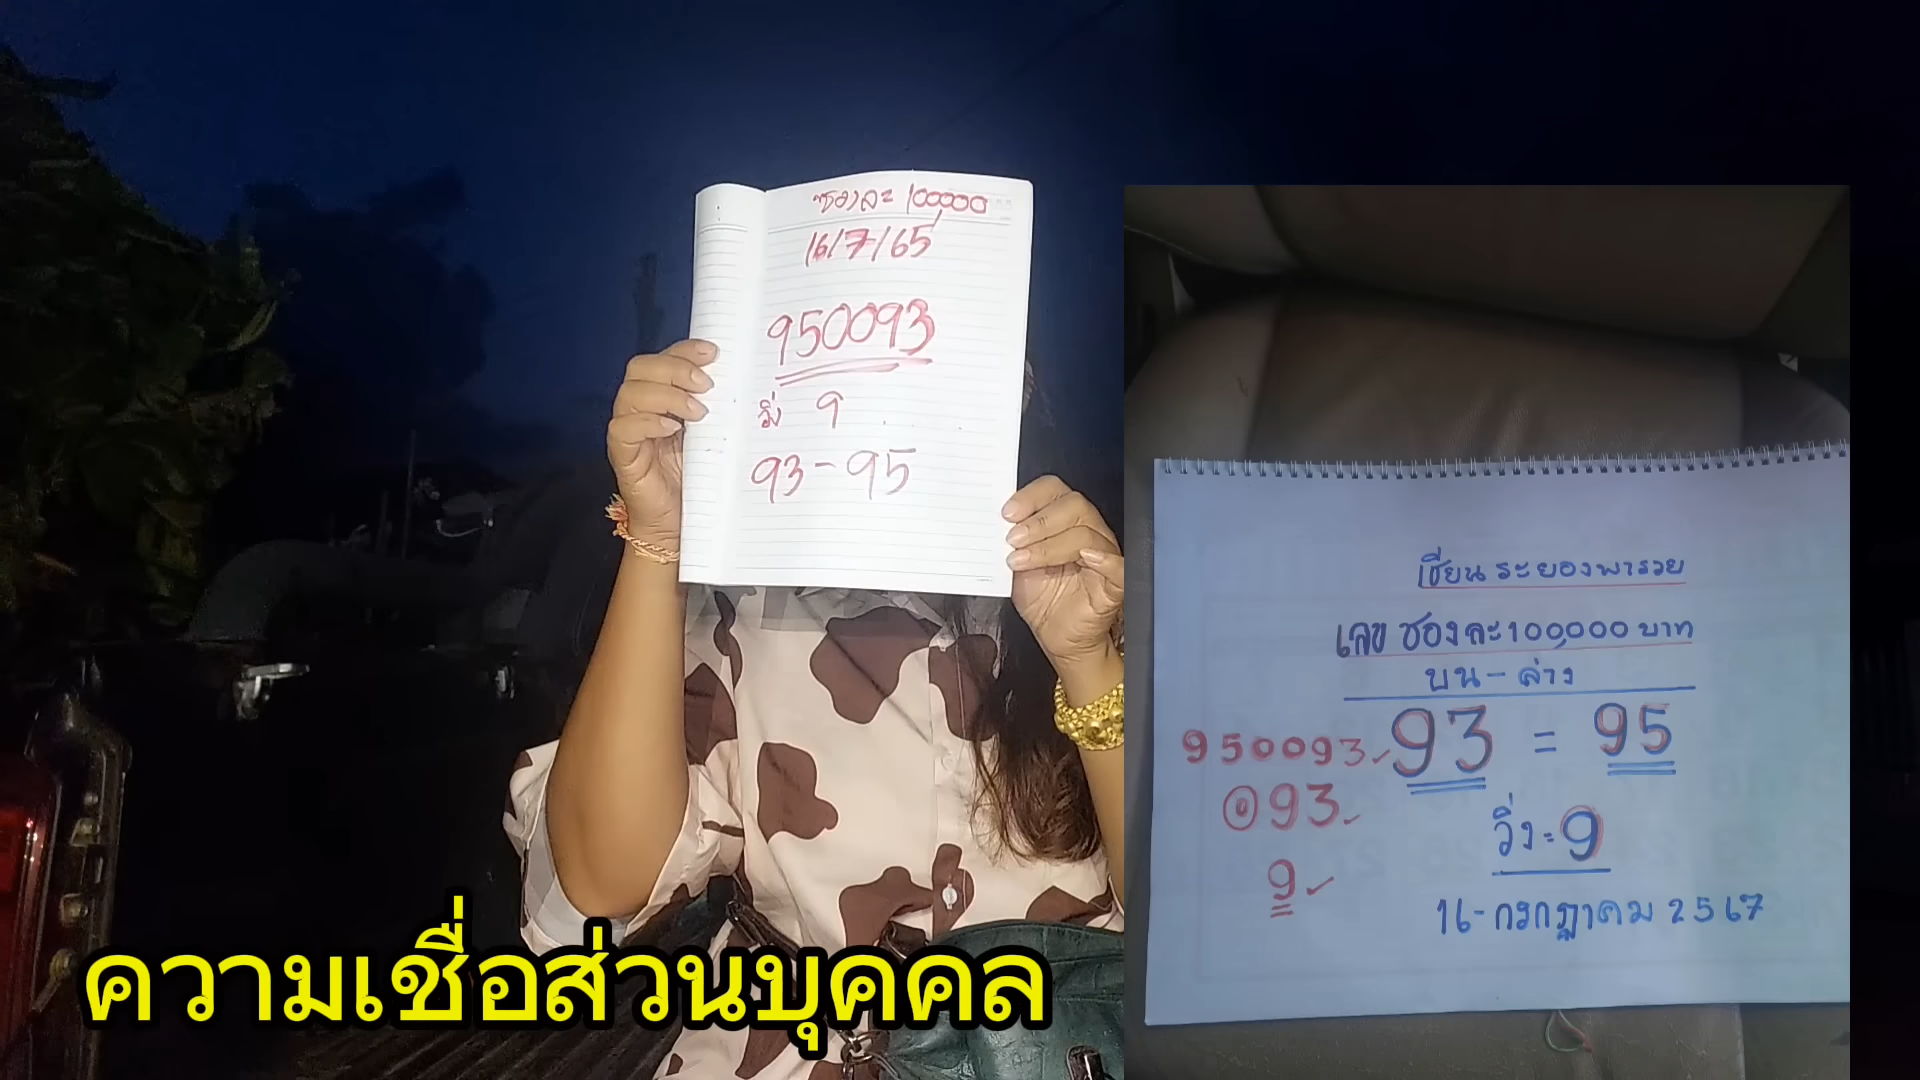 ซองละ 100,000
16/7/65
950093
วิ่ง 9
93-95
เซียนระยองพารวย
เลขซองละ100,000 บาท
บน-ล่าง
950093 93 = 95
093
วิ่ง=9
9
16-กรกฎาคม 2567
ความเชื่อส่วนบุคคล